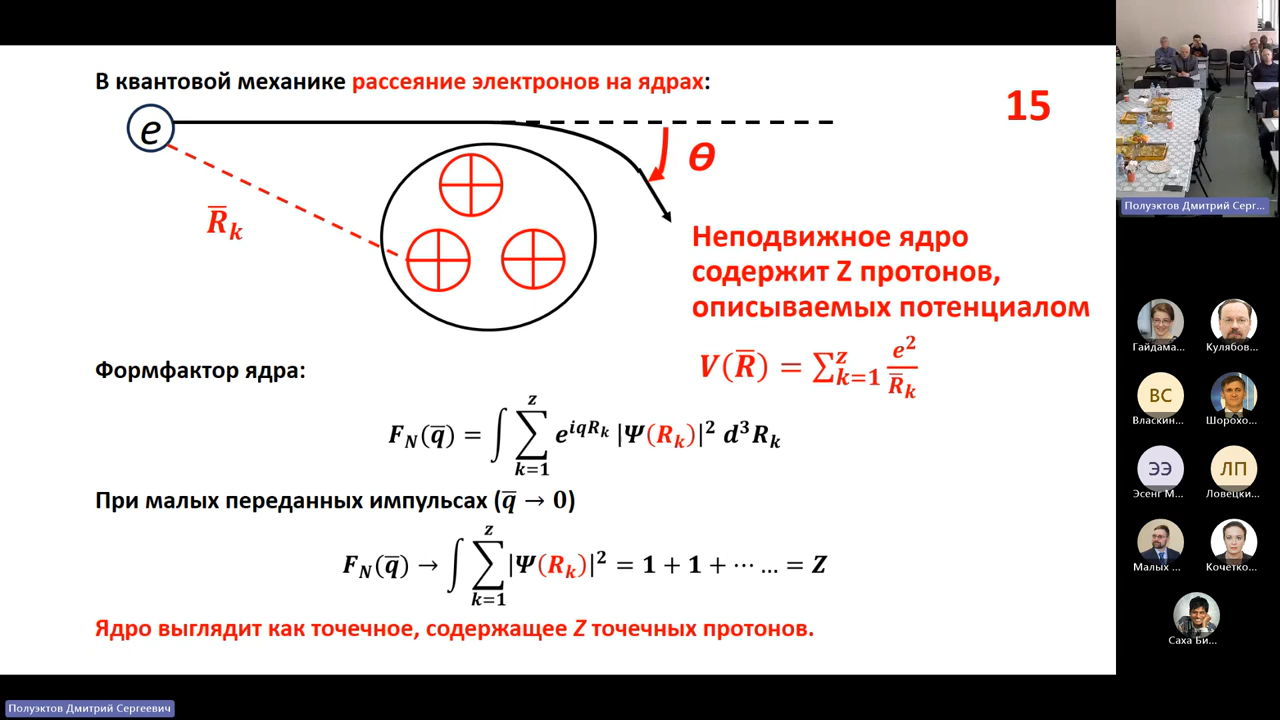 В квантовой механике рассеяние электронов на ядрах:
15
e
θ
R̅ₖ
Неподвижное ядро
содержит Z протонов,
описываемых потенциалом
V(R̅) = ∑ᶻₖ₌₁ e²/R̅ₖ
Формфактор ядра:
F_N(q̅) = ∫ ∑ᶻₖ₌₁ e^{iqRₖ} |Ψ(Rₖ)|² d³Rₖ
При малых переданных импульсах (q̅ → 0)
F_N(q̅) → ∫ ∑ᶻₖ₌₁ |Ψ(Rₖ)|² = 1 + 1 + ⋯ … = Z
Ядро выглядит как точечное, содержащее Z точечных протонов.
Полуэктов Дмитрий Серг...
Гайдама...
Кулябов...
ВС
Власкин...
Шорохо...
ЭЭ
Эсенг М...
ЛП
Ловецки...
Малых ...
Кочетко...
Саха Би...
Полуэктов Дмитрий Сергеевич